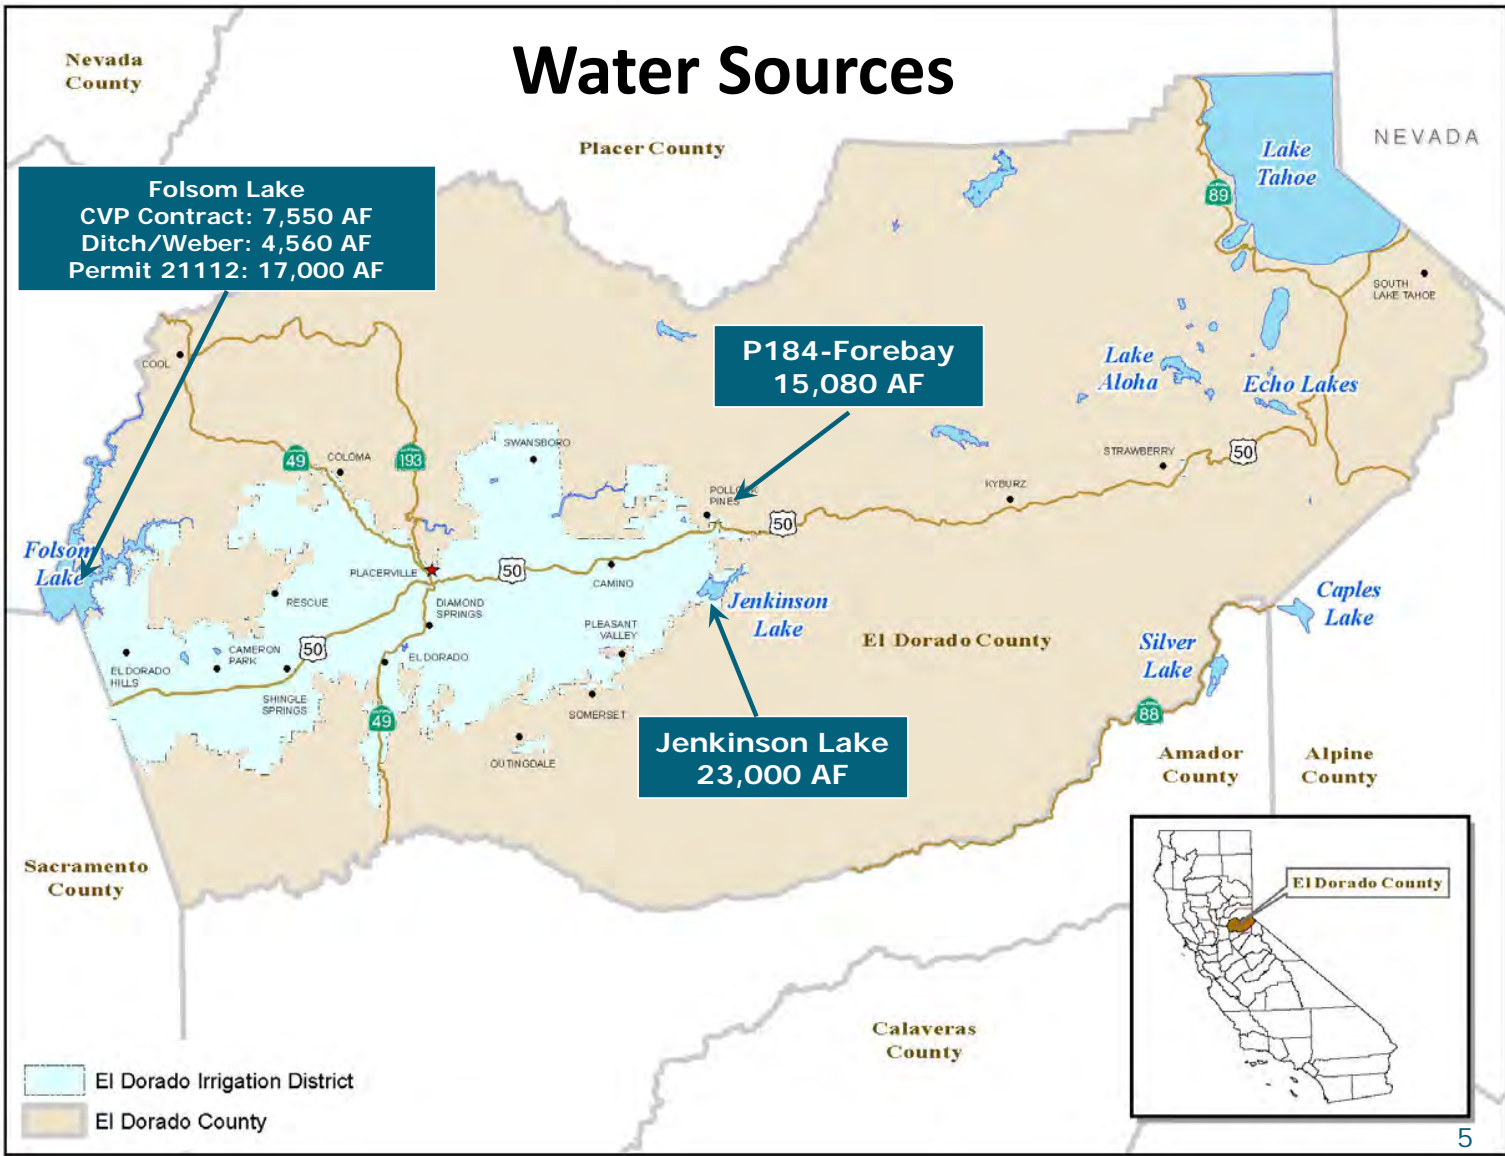 Water Sources
Nevada
County
Placer County
NEVADA
Lake
Tahoe
89
Folsom Lake
CVP Contract: 7,550 AF
Ditch/Weber: 4,560 AF
Permit 21112: 17,000 AF
SOUTH
LAKE TAHOE
P184-Forebay
15,080 AF
Lake
Aloha
Echo Lakes
COOL
49
COLOMA
193
SWANSBORO
STRAWBERRY
50
KYBURZ
PINES
50
Folsom
Lake
PLACERVILLE
50
CAMINO
RESCUE
DIAMOND
SPRINGS
Jenkinson
Lake
Caples
Lake
PLEASANT
VALLEY
El Dorado County
Silver
Lake
50
CAMERON
PARK
EL DORADO
HILLS
EL DORADO
SHINGLE
SPRINGS
49
SOMERSET
OUTINGDALE
88
Jenkinson Lake
23,000 AF
Amador
County
Alpine
County
Sacramento
County
El Dorado County
Calaveras
County
El Dorado Irrigation District
El Dorado County
5